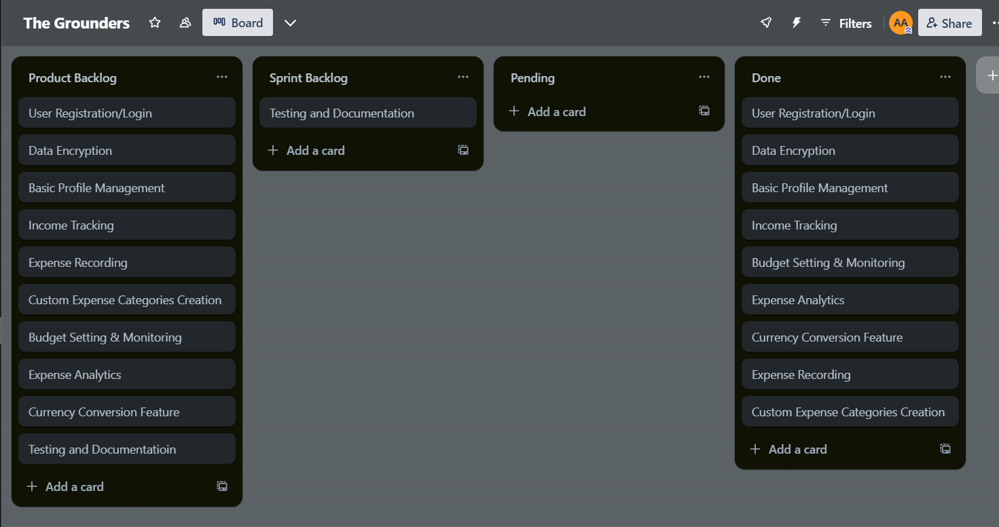 The Grounders
Board
Filters
AA
Share
Product Backlog
User Registration/Login
Data Encryption
Basic Profile Management
Income Tracking
Expense Recording
Custom Expense Categories Creation
Budget Setting & Monitoring
Expense Analytics
Currency Conversion Feature
Testing and Documentatioin
Add a card
Sprint Backlog
Testing and Documentation
Add a card
Pending
Add a card
Done
User Registration/Login
Data Encryption
Basic Profile Management
Income Tracking
Budget Setting & Monitoring
Expense Analytics
Currency Conversion Feature
Expense Recording
Custom Expense Categories Creation
Add a card